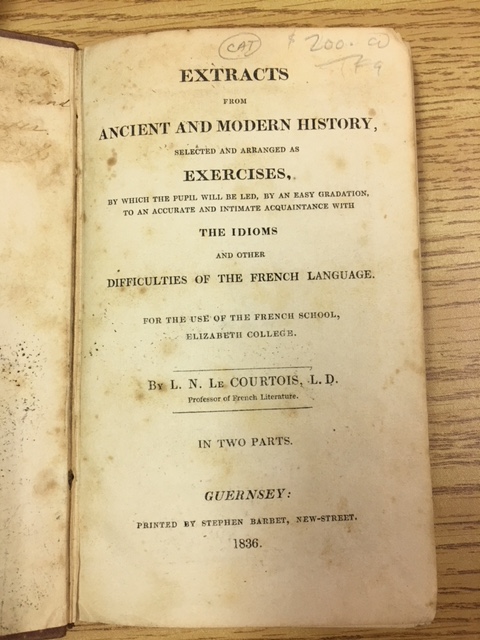 CAT $ 200.00
EXTRACTS
FROM
ANCIENT AND MODERN HISTORY,
SELECTED AND ARRANGED AS
EXERCISES,
BY WHICH THE PUPIL WILL BE LED, BY AN EASY GRADATION,
TO AN ACCURATE AND INTIMATE ACQUAINTANCE WITH
THE IDIOMS
AND OTHER
DIFFICULTIES OF THE FRENCH LANGUAGE.
FOR THE USE OF THE FRENCH SCHOOL,
ELIZABETH COLLEGE.
BY L. N. LE COURTOIS, L.D.
Professor of French Literature.
IN TWO PARTS.
GUERNSEY:
PRINTED BY STEPHEN BARBET, NEW-STREET.
1836.